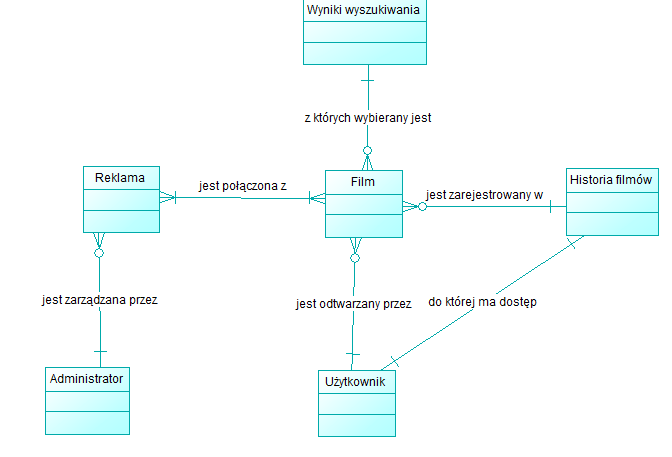 Wyniki wyszukiwania
z których wybierany jest
Reklama
jest połączona z
Film
jest zarejestrowany w
Historia filmów
jest zarządzana przez
jest odtwarzany przez
do której ma dostęp
Administrator
Użytkownik